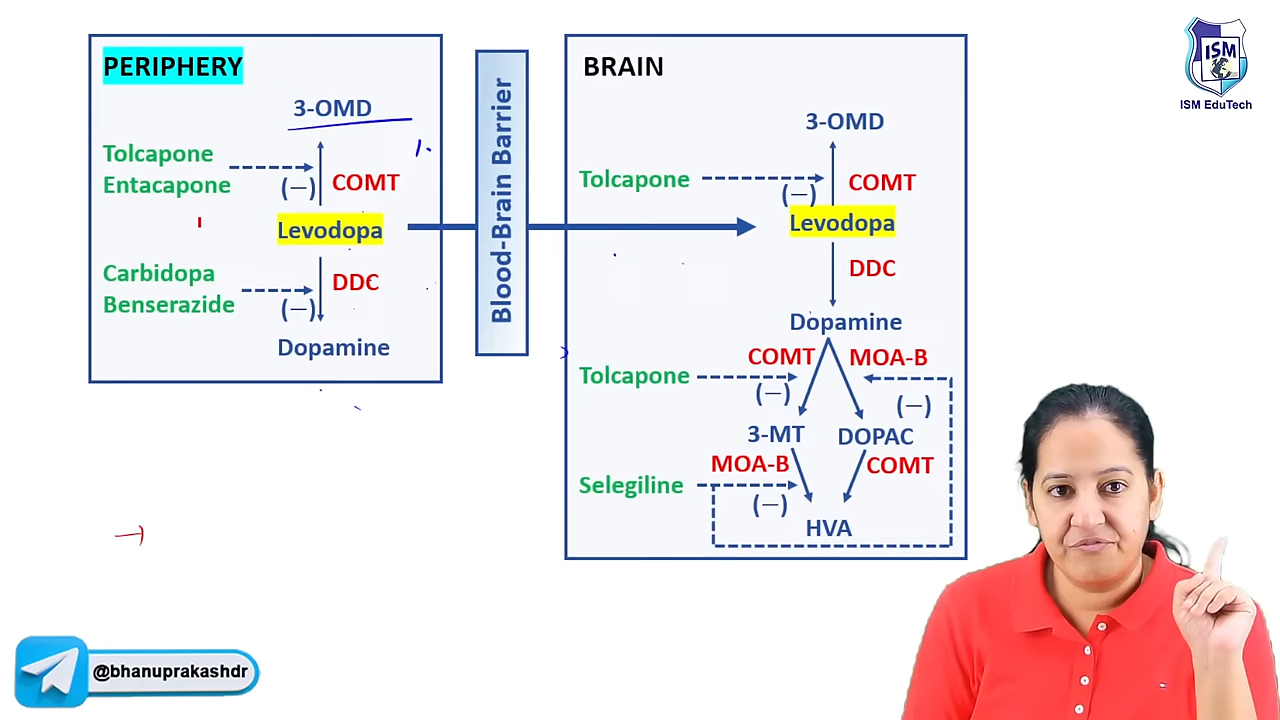 PERIPHERY
3-OMD
Tolcapone
Entacapone
(—)
COMT
Levodopa
Carbidopa
Benserazide
(—)
DDC
Dopamine
Blood-Brain Barrier
BRAIN
3-OMD
Tolcapone
(—)
COMT
Levodopa
DDC
Dopamine
COMT
MOA-B
Tolcapone
(—)
(—)
3-MT
DOPAC
MOA-B
COMT
Selegiline
(—)
HVA
ISM
ISM EduTech
@bhanuprakashdr